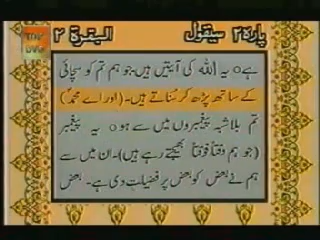 پارہ ۲ سیقول
البقرۃ ۲
ہے ○ یہ اللہ کی آیتیں ہیں۔ جو ہم تم کو سچائی
کے ساتھ پڑھ کر سناتے ہیں۔ (اور اے محمدؐ)
تم بلاشبہ پیغمبروں میں سے ہو ○ یہ پیغمبر
(جو ہم وقتاً فوقتاً بھیجتے رہے ہیں)۔ ان میں سے
ہم نے بعض کو بعض پر فضیلت دی ہے۔ بعض